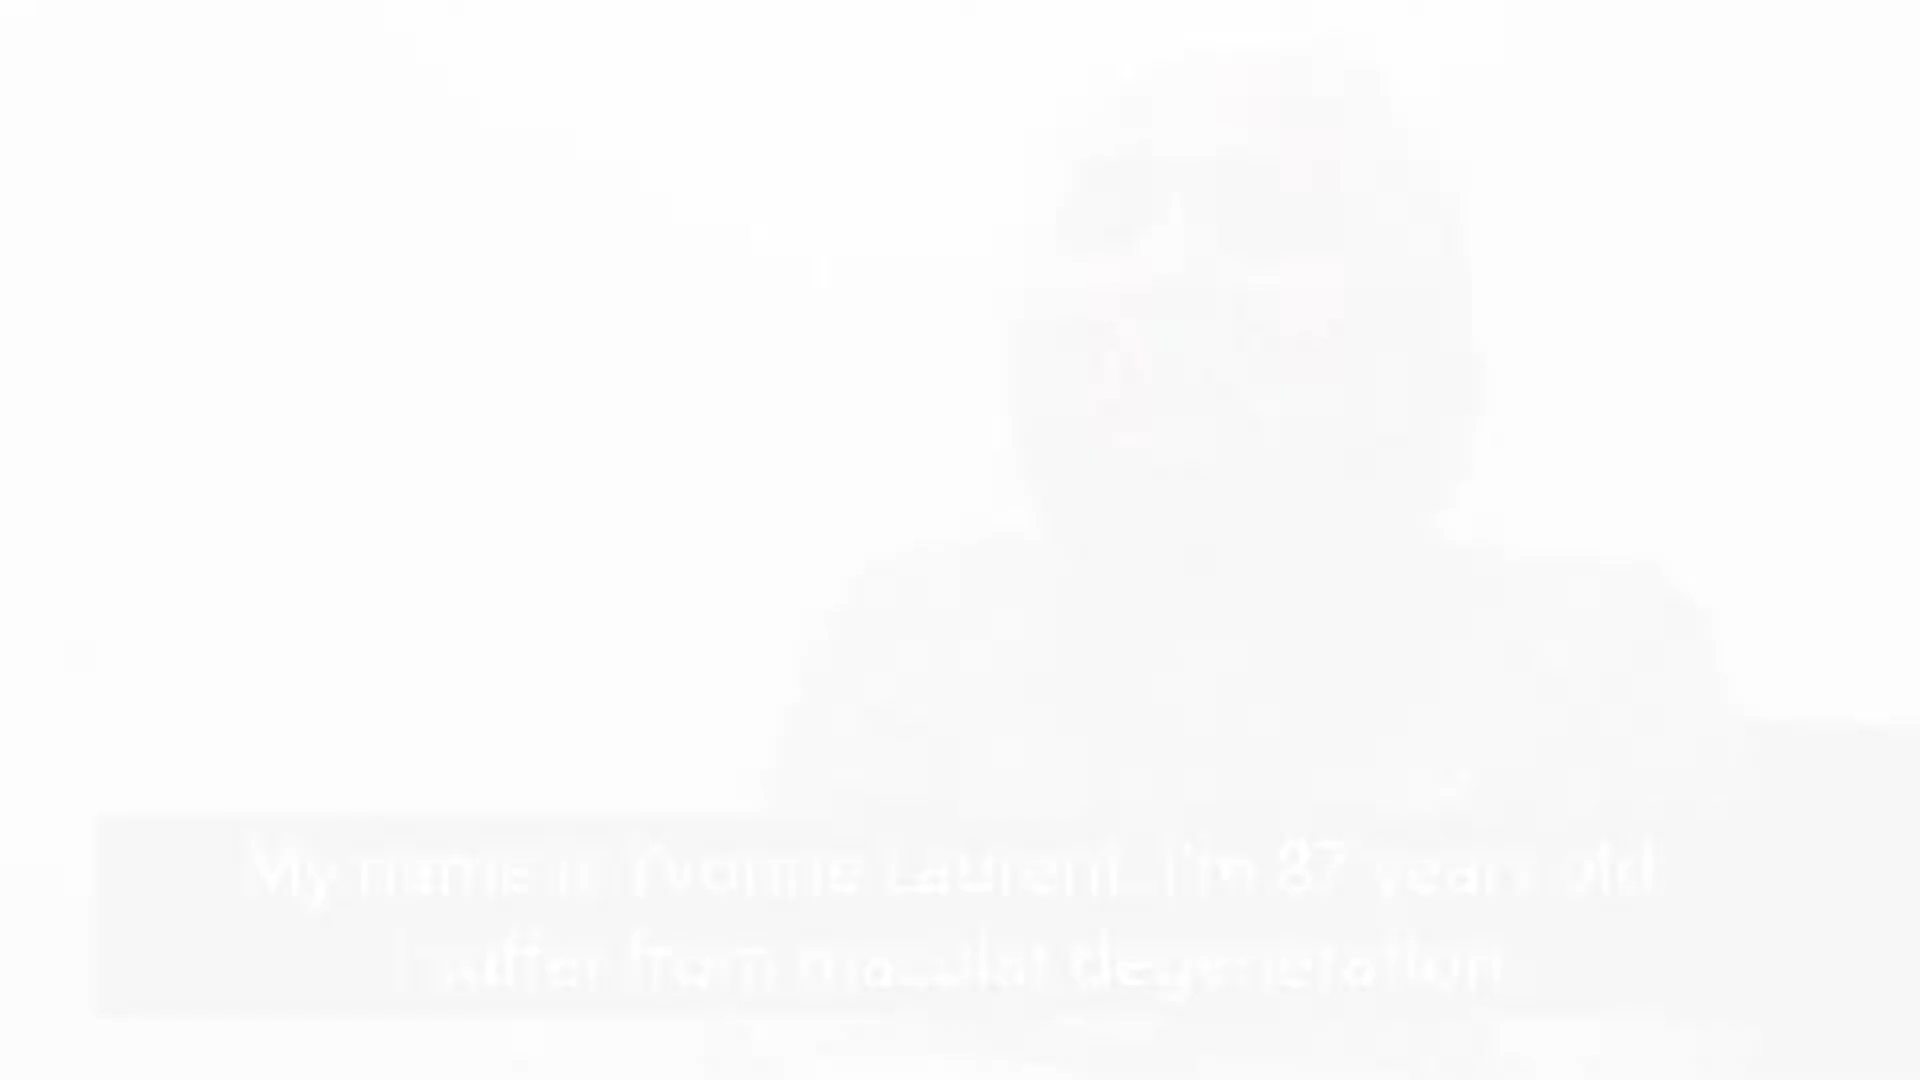 My name is Yvonne Laurent. I'm 87 years old.
I suffer from macular degeneration